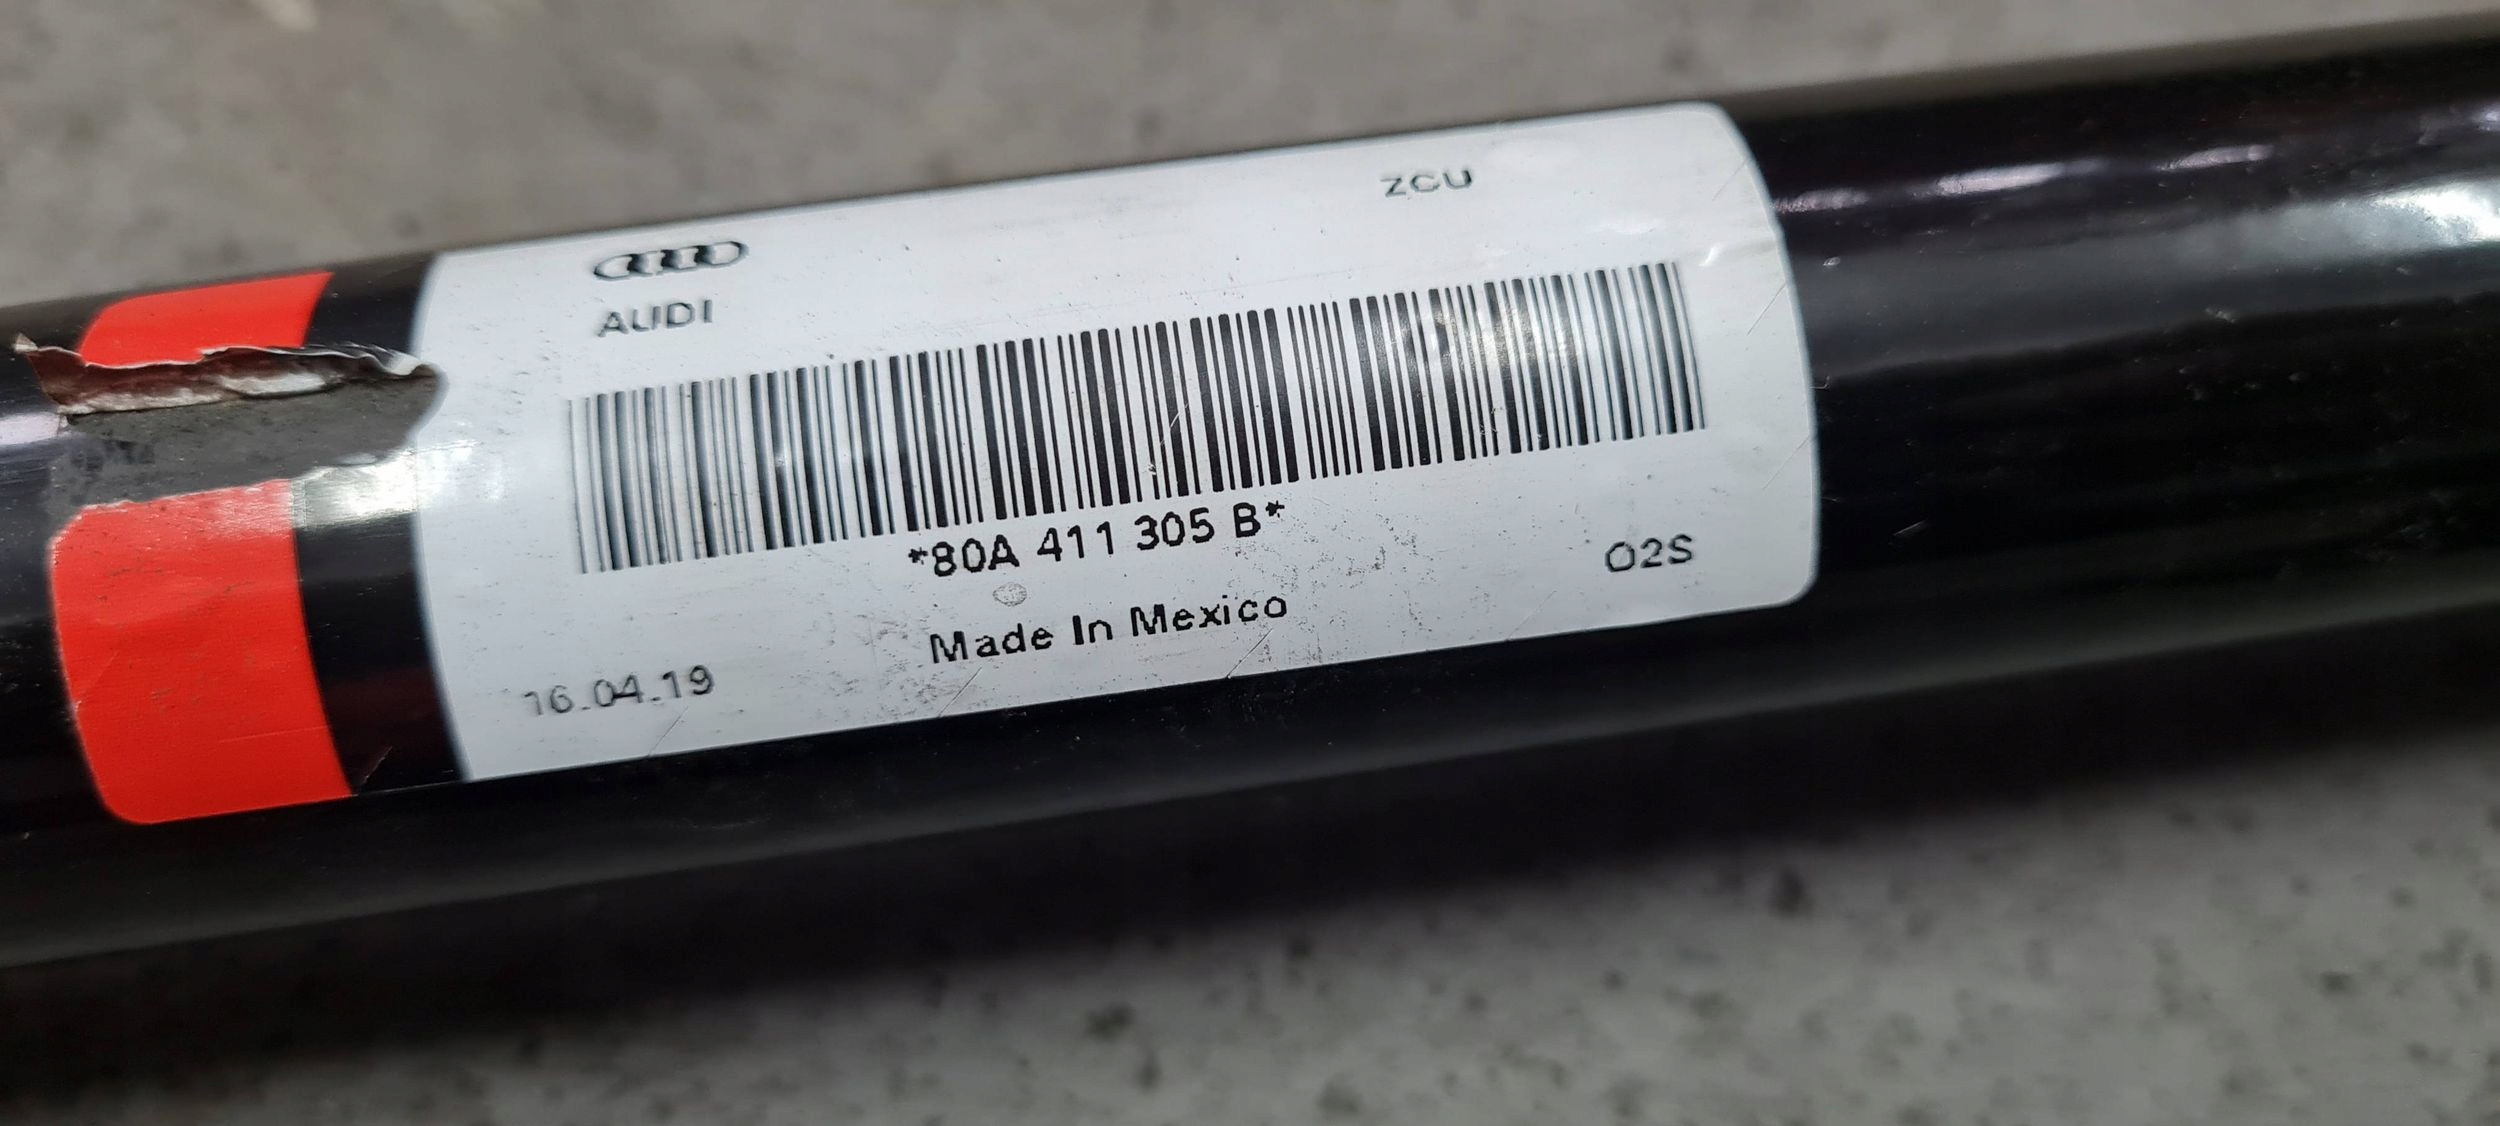 ZCU
AUDI
*80A 411 305 B*
O2S
Made In Mexico
16.04.19